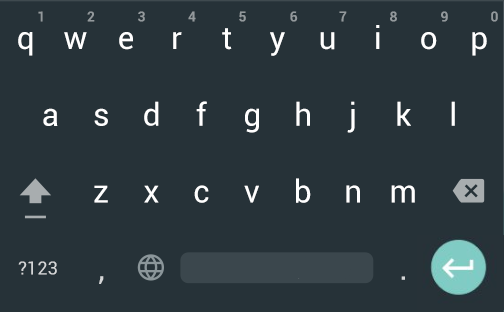 1 2 3 4 5 6 7 8 9 0
q w e r t y u i o p
a s d f g h j k l
z x c v b n m
?123 , .